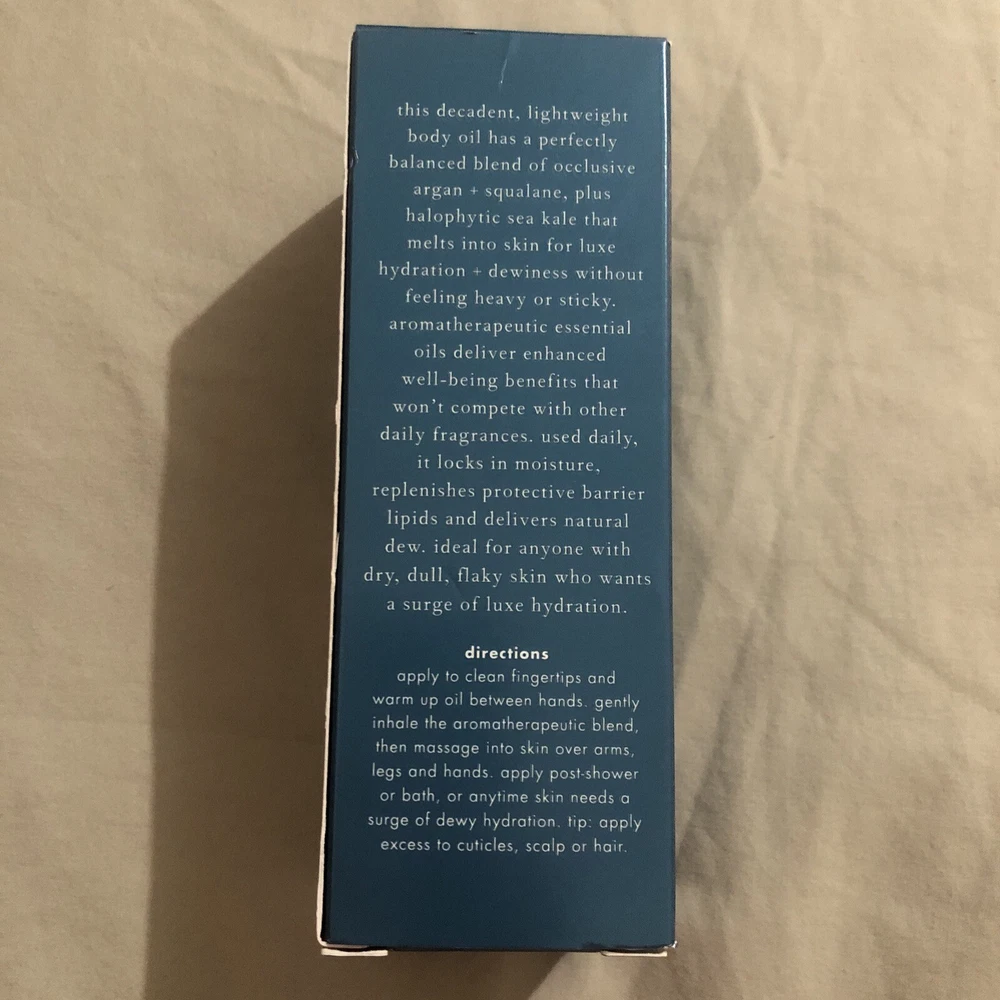 this decadent, lightweight
body oil has a perfectly
balanced blend of occlusive
argan + squalane, plus
halophytic sea kale that
melts into skin for luxe
hydration + dewiness without
feeling heavy or sticky.
aromatherapeutic essential
oils deliver enhanced
well-being benefits that
won't compete with other
daily fragrances. used daily,
it locks in moisture,
replenishes protective barrier
lipids and delivers natural
dew. ideal for anyone with
dry, dull, flaky skin who wants
a surge of luxe hydration.
directions
apply to clean fingertips and
warm up oil between hands. gently
inhale the aromatherapeutic blend,
then massage into skin over arms,
legs and hands. apply post-shower
or bath, or anytime skin needs a
surge of dewy hydration. tip: apply
excess to cuticles, scalp or hair.